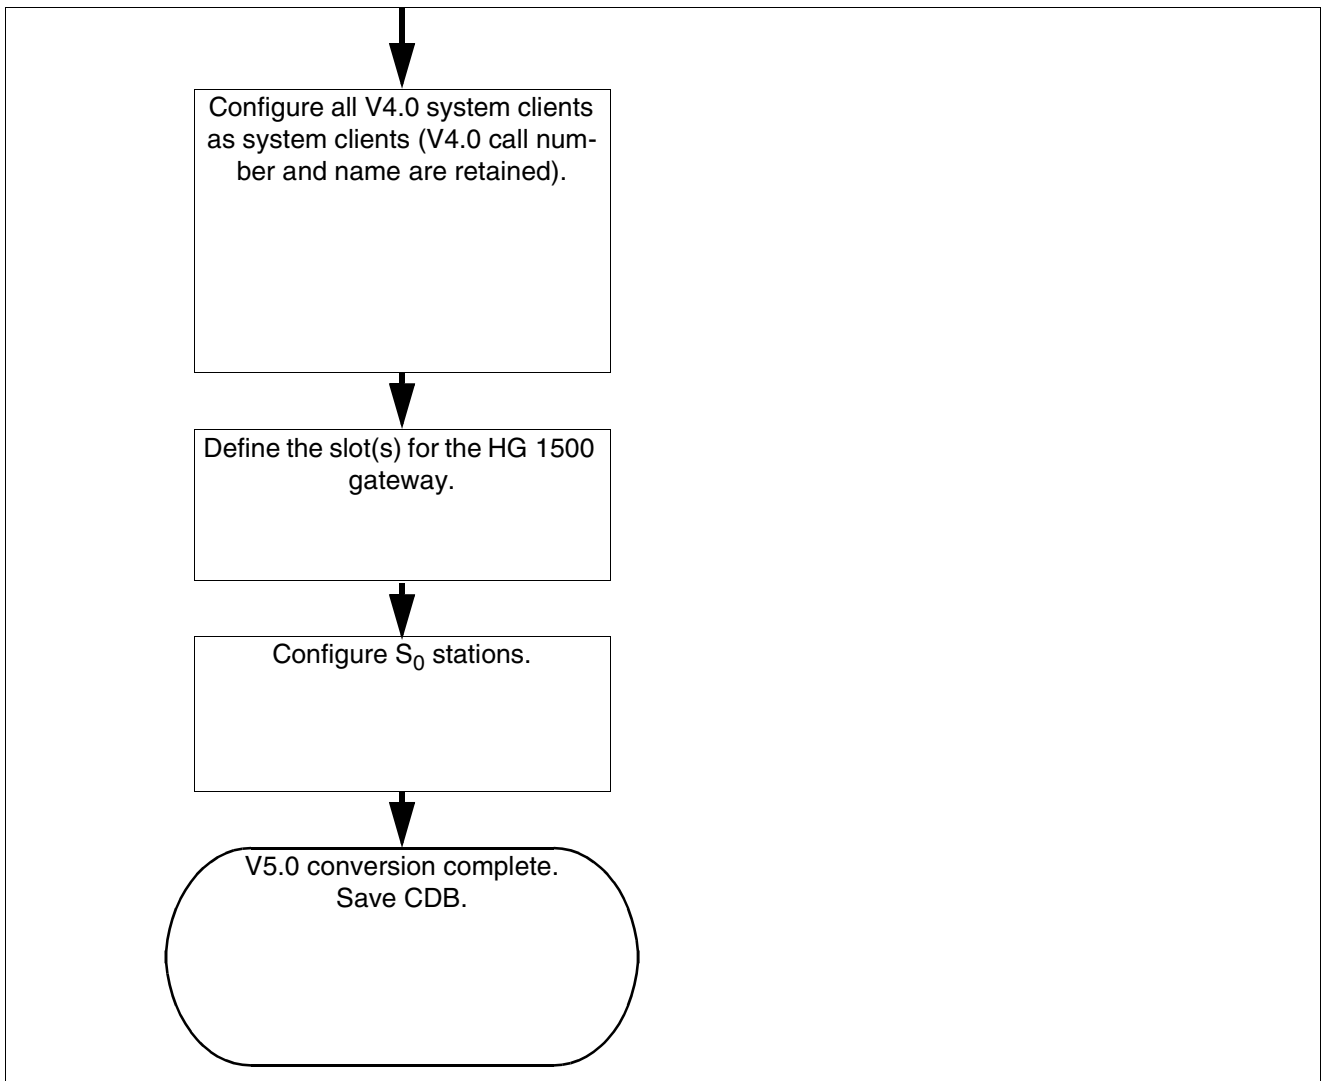 Configure all V4.0 system clients
as system clients (V4.0 call num-
ber and name are retained).
Define the slot(s) for the HG 1500
gateway.
Configure S₀ stations.
V5.0 conversion complete.
Save CDB.